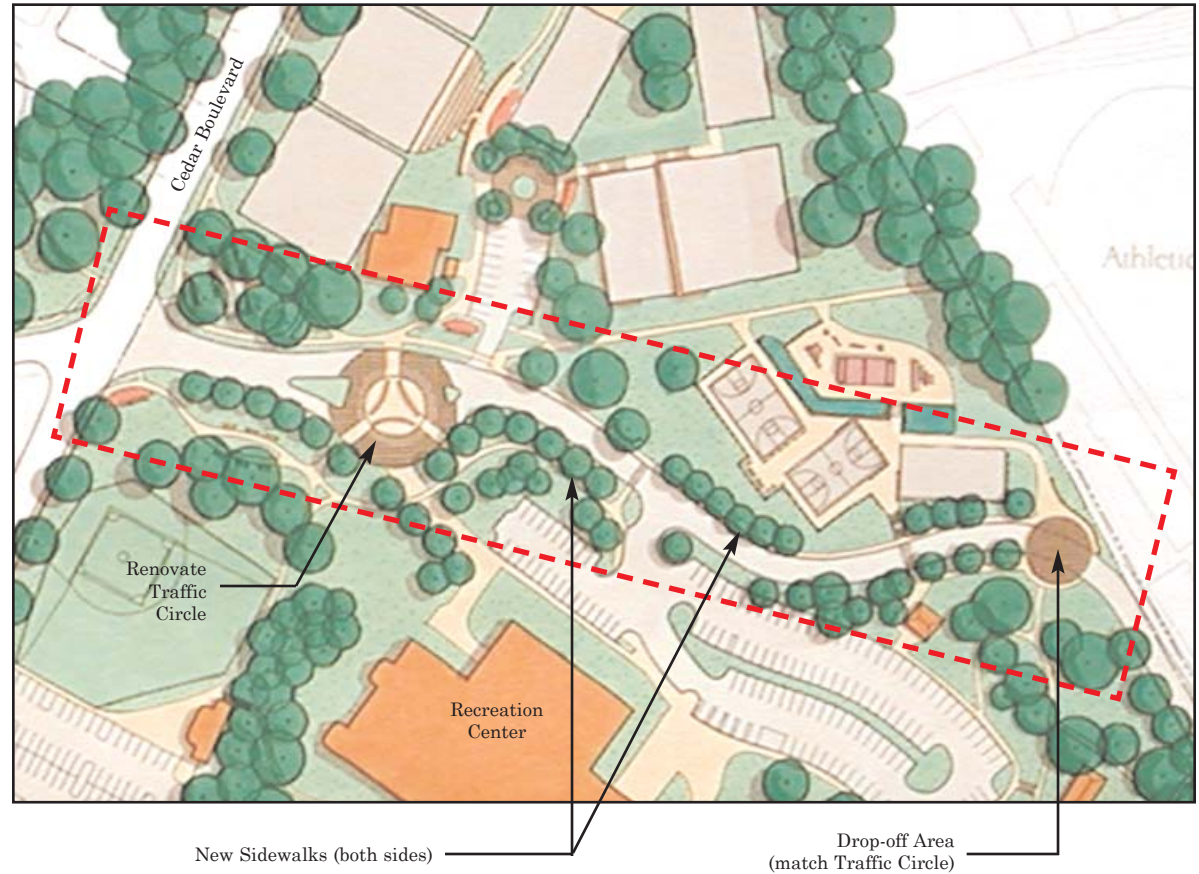 Cedar Boulevard
Athletic
Renovate
Traffic
Circle
Recreation
Center
New Sidewalks (both sides)
Drop-off Area
(match Traffic Circle)